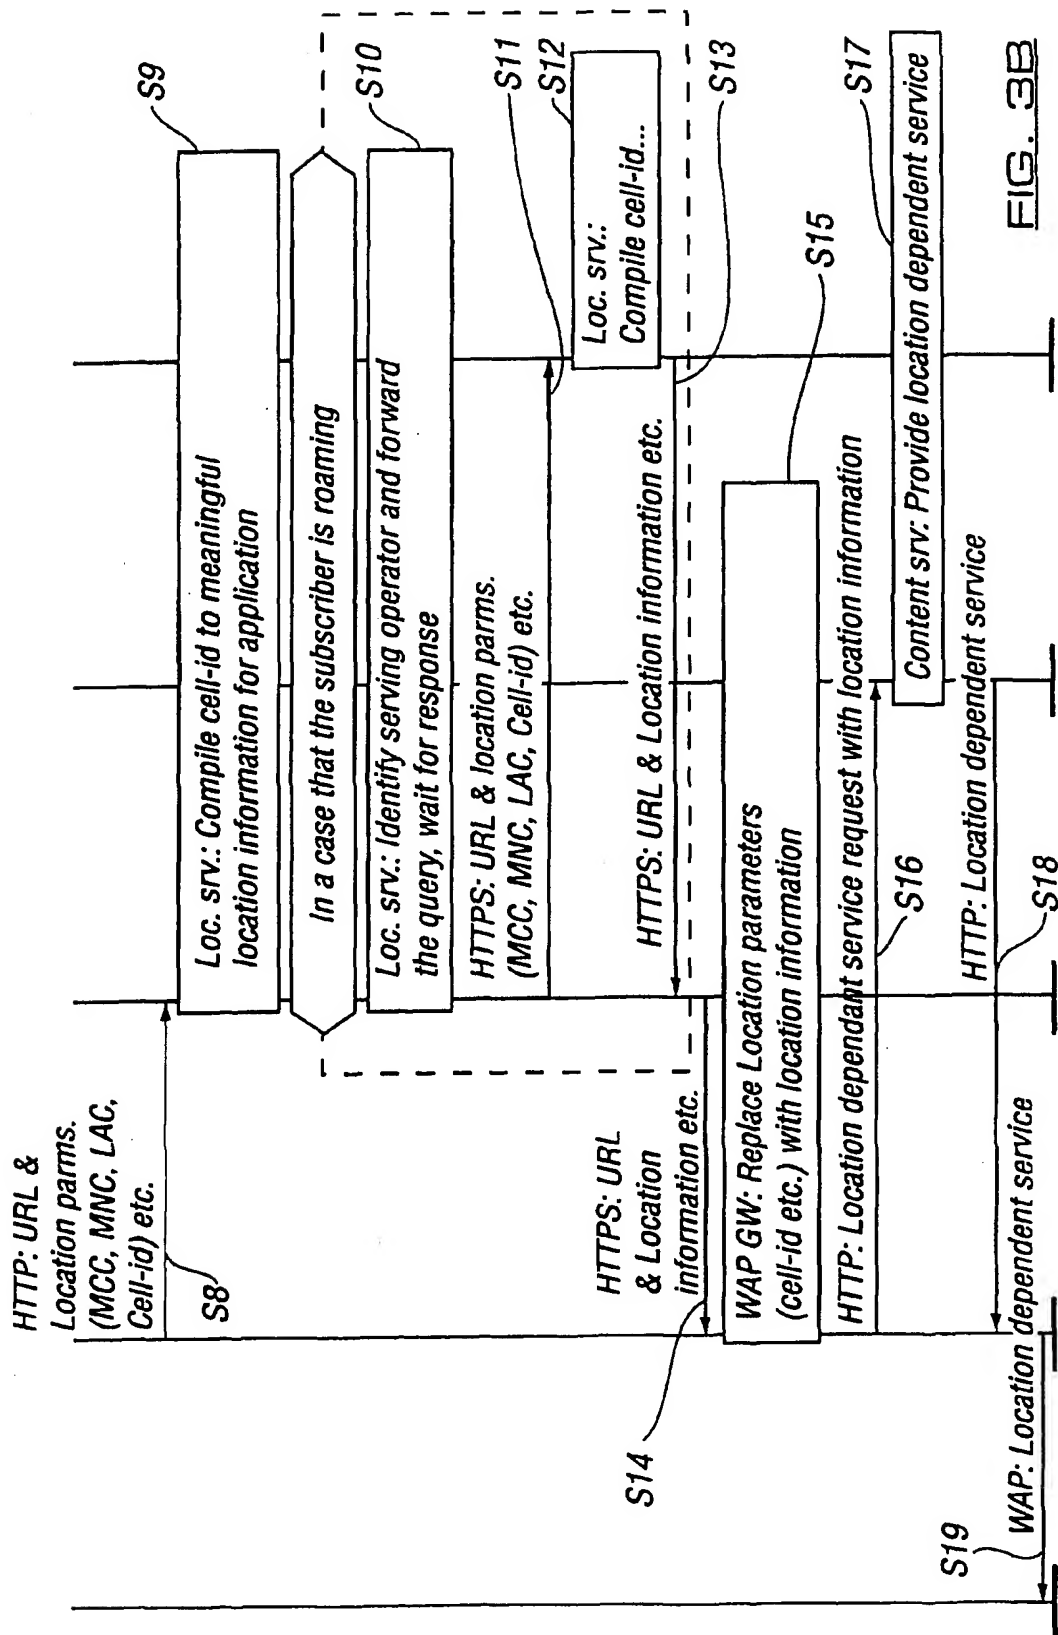 HTTP: URL &
Location parms.
(MCC, MNC, LAC,
Cell-id) etc.
S8
Loc. srv.: Compile cell-id to meaningful
location information for application
S9
In a case that the subscriber is roaming
Loc. srv.: Identify serving operator and forward
the query, wait for response
S10
HTTPS: URL & location parms.
(MCC, MNC, LAC, Cell-id) etc.
S11
Loc. srv.:
Compile cell-id...
S12
HTTPS: URL & Location information etc.
S13
HTTPS: URL
& Location
information etc.
S14
WAP GW: Replace Location parameters
(cell-id etc.) with location information
S15
HTTP: Location dependant service request with location information
S16
Content srv: Provide location dependent service
S17
HTTP: Location dependent service
S18
WAP: Location dependent service
S19
FIG. 3B